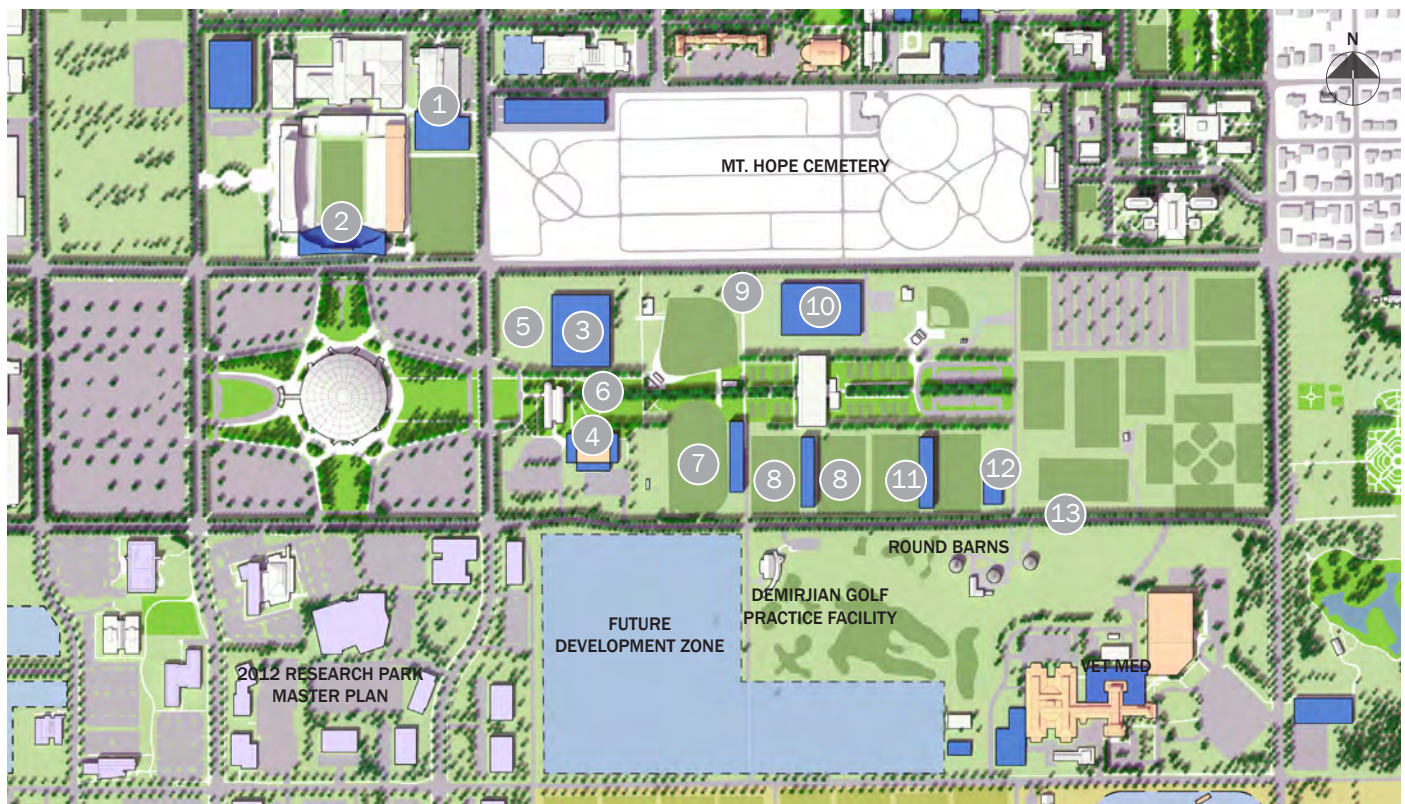 N
1
MT. HOPE CEMETERY
2
9
10
5
3
6
4
7
8
8
11
12
13
ROUND BARNS
DEMIRJIAN GOLF
PRACTICE FACILITY
FUTURE
DEVELOPMENT ZONE
2012 RESEARCH PARK
MASTER PLAN
VET MED